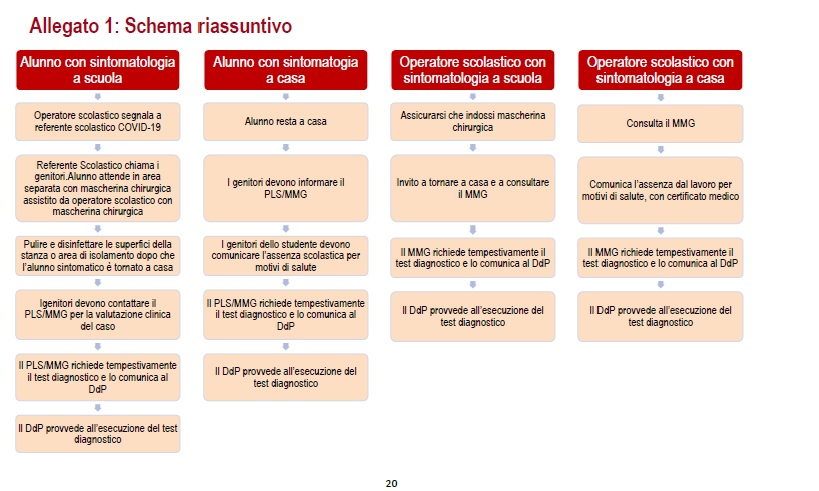 Allegato 1: Schema riassuntivo
Alunno con sintomatologia
a scuola
Operatore scolastico segnala a
referente scolastico COVID-19
Referente Scolastico chiama i
genitori.Alunno attende in area
separata con mascherina chirurgica
assistito da operatore scolastico con
mascherina chirurgica
Pulire e disinfettare le superfici della
stanza o area di isolamento dopo che
l'alunno sintomatico è tornato a casa
Igenitori devono contattare il
PLS/MMG per la valutazione clinica
del caso
Il PLS/MMG richiede tempestivamente
il test diagnostico e lo comunica al
DdP
Il DdP provvede all'esecuzione del test
diagnostico
Alunno con sintomatogia
a casa
Alunno resta a casa
I genitori devono informare il
PLS/MMG
I genitori dello studente devono
comunicare l'assenza scolastica per
motivi di salute
Il PLS/MMG richiede tempestivamente
il test diagnostico e lo comunica al
DdP
Il DdP provvede all'esecuzione del test
diagnostico
Operatore scolastico con
sintomatologia a scuola
Assicurarsi che indossi mascherina
chirurgica
Invito a tornare a casa e a consultare
il MMG
Il MMG richiede tempestivamente il
test diagnostico e lo comunica al DdP
Il DdP provvede all'esecuzione del
test diagnostico
Operatore scolastico con
sintomatologia a casa
Consulta il MMG
Comunica l'assenza dal lavoro per
motivi di salute, con certificato medico
Il MMG richiede tempestivamente il
test diagnostico e lo comunica al DdP
Il DdP provvede all'esecuzione del
test diagnostico
20